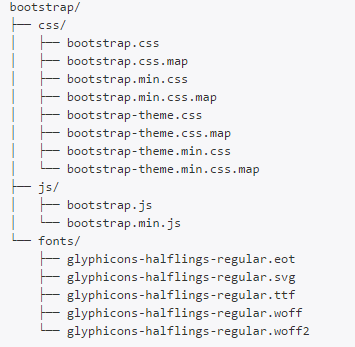 bootstrap/
├── css/
│   ├── bootstrap.css
│   ├── bootstrap.css.map
│   ├── bootstrap.min.css
│   ├── bootstrap.min.css.map
│   ├── bootstrap-theme.css
│   ├── bootstrap-theme.css.map
│   ├── bootstrap-theme.min.css
│   └── bootstrap-theme.min.css.map
├── js/
│   ├── bootstrap.js
│   └── bootstrap.min.js
└── fonts/
    ├── glyphicons-halflings-regular.eot
    ├── glyphicons-halflings-regular.svg
    ├── glyphicons-halflings-regular.ttf
    ├── glyphicons-halflings-regular.woff
    └── glyphicons-halflings-regular.woff2